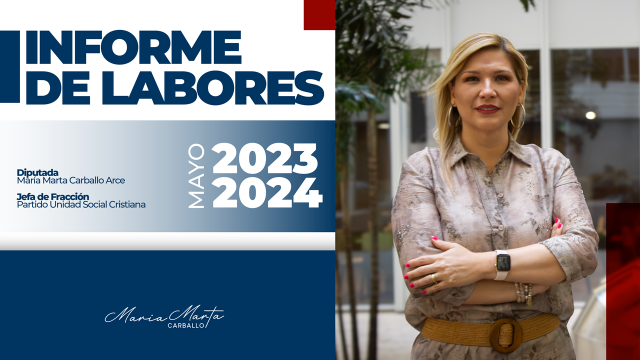 INFORME
DE LABORES
MAYO
2023
2024
Diputada
María Marta Carballo Arce
Jefa de Fracción
Partido Unidad Social Cristiana
María Marta
CARBALLO